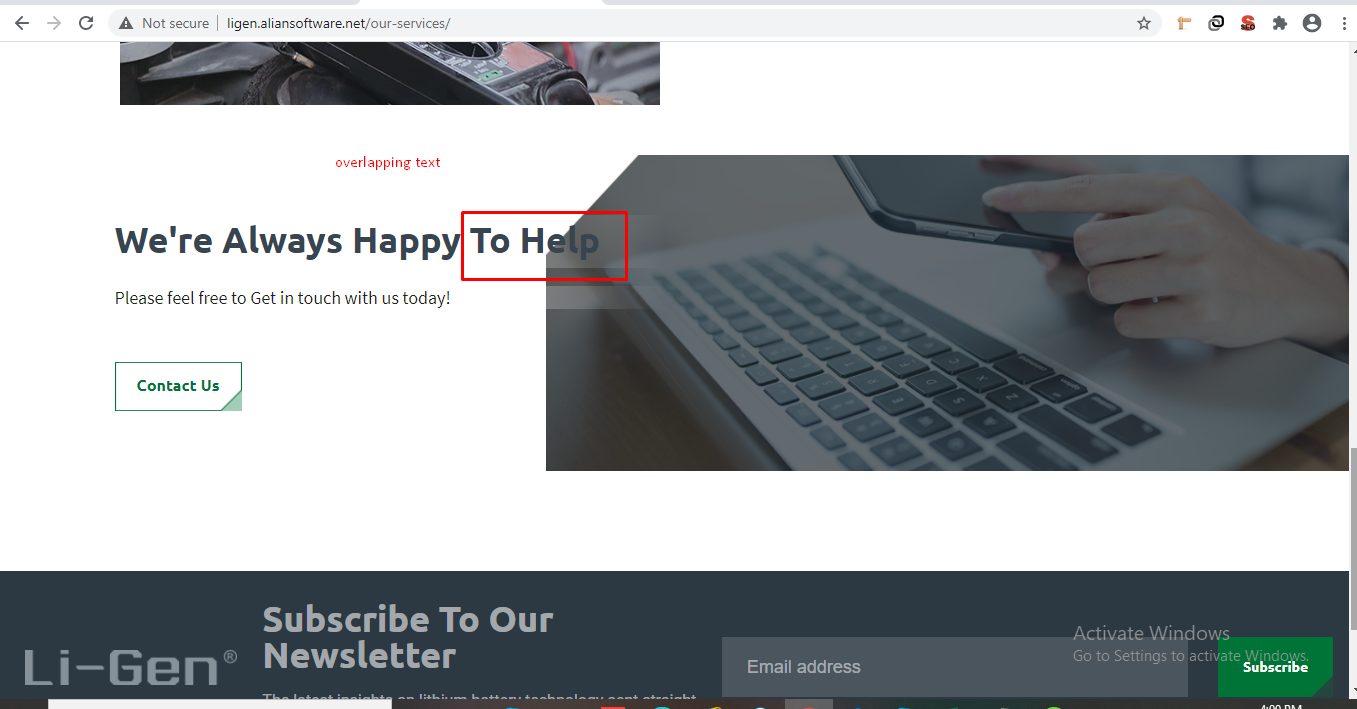 Not secure
ligen.aliansoftware.net/our-services/
SEO
overlapping text
We're Always Happy To Help
Please feel free to Get in touch with us today!
Contact Us
Subscribe To Our
Newsletter
Li-Gen®
Email address
Activate Windows
Go to Settings to activate Windows.
Subscribe
The latest insights on lithium battery technology sent straight
4:00 PM